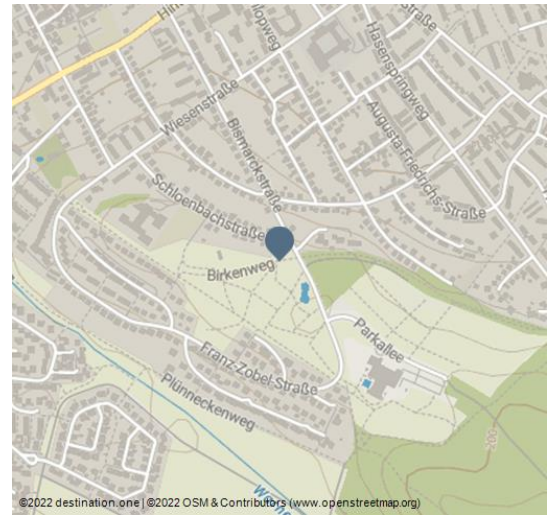 Wiesenstraße
Bismarckstraße
Hasenspringweg
Augusta-Friedrichs-Straße
Schloenbachstraße
Birkenweg
Parkallee
Franz-Zobel-Straße
Plünneckenweg
200
©2022 destination.one | ©2022 OSM & Contributors (www.openstreetmap.org)